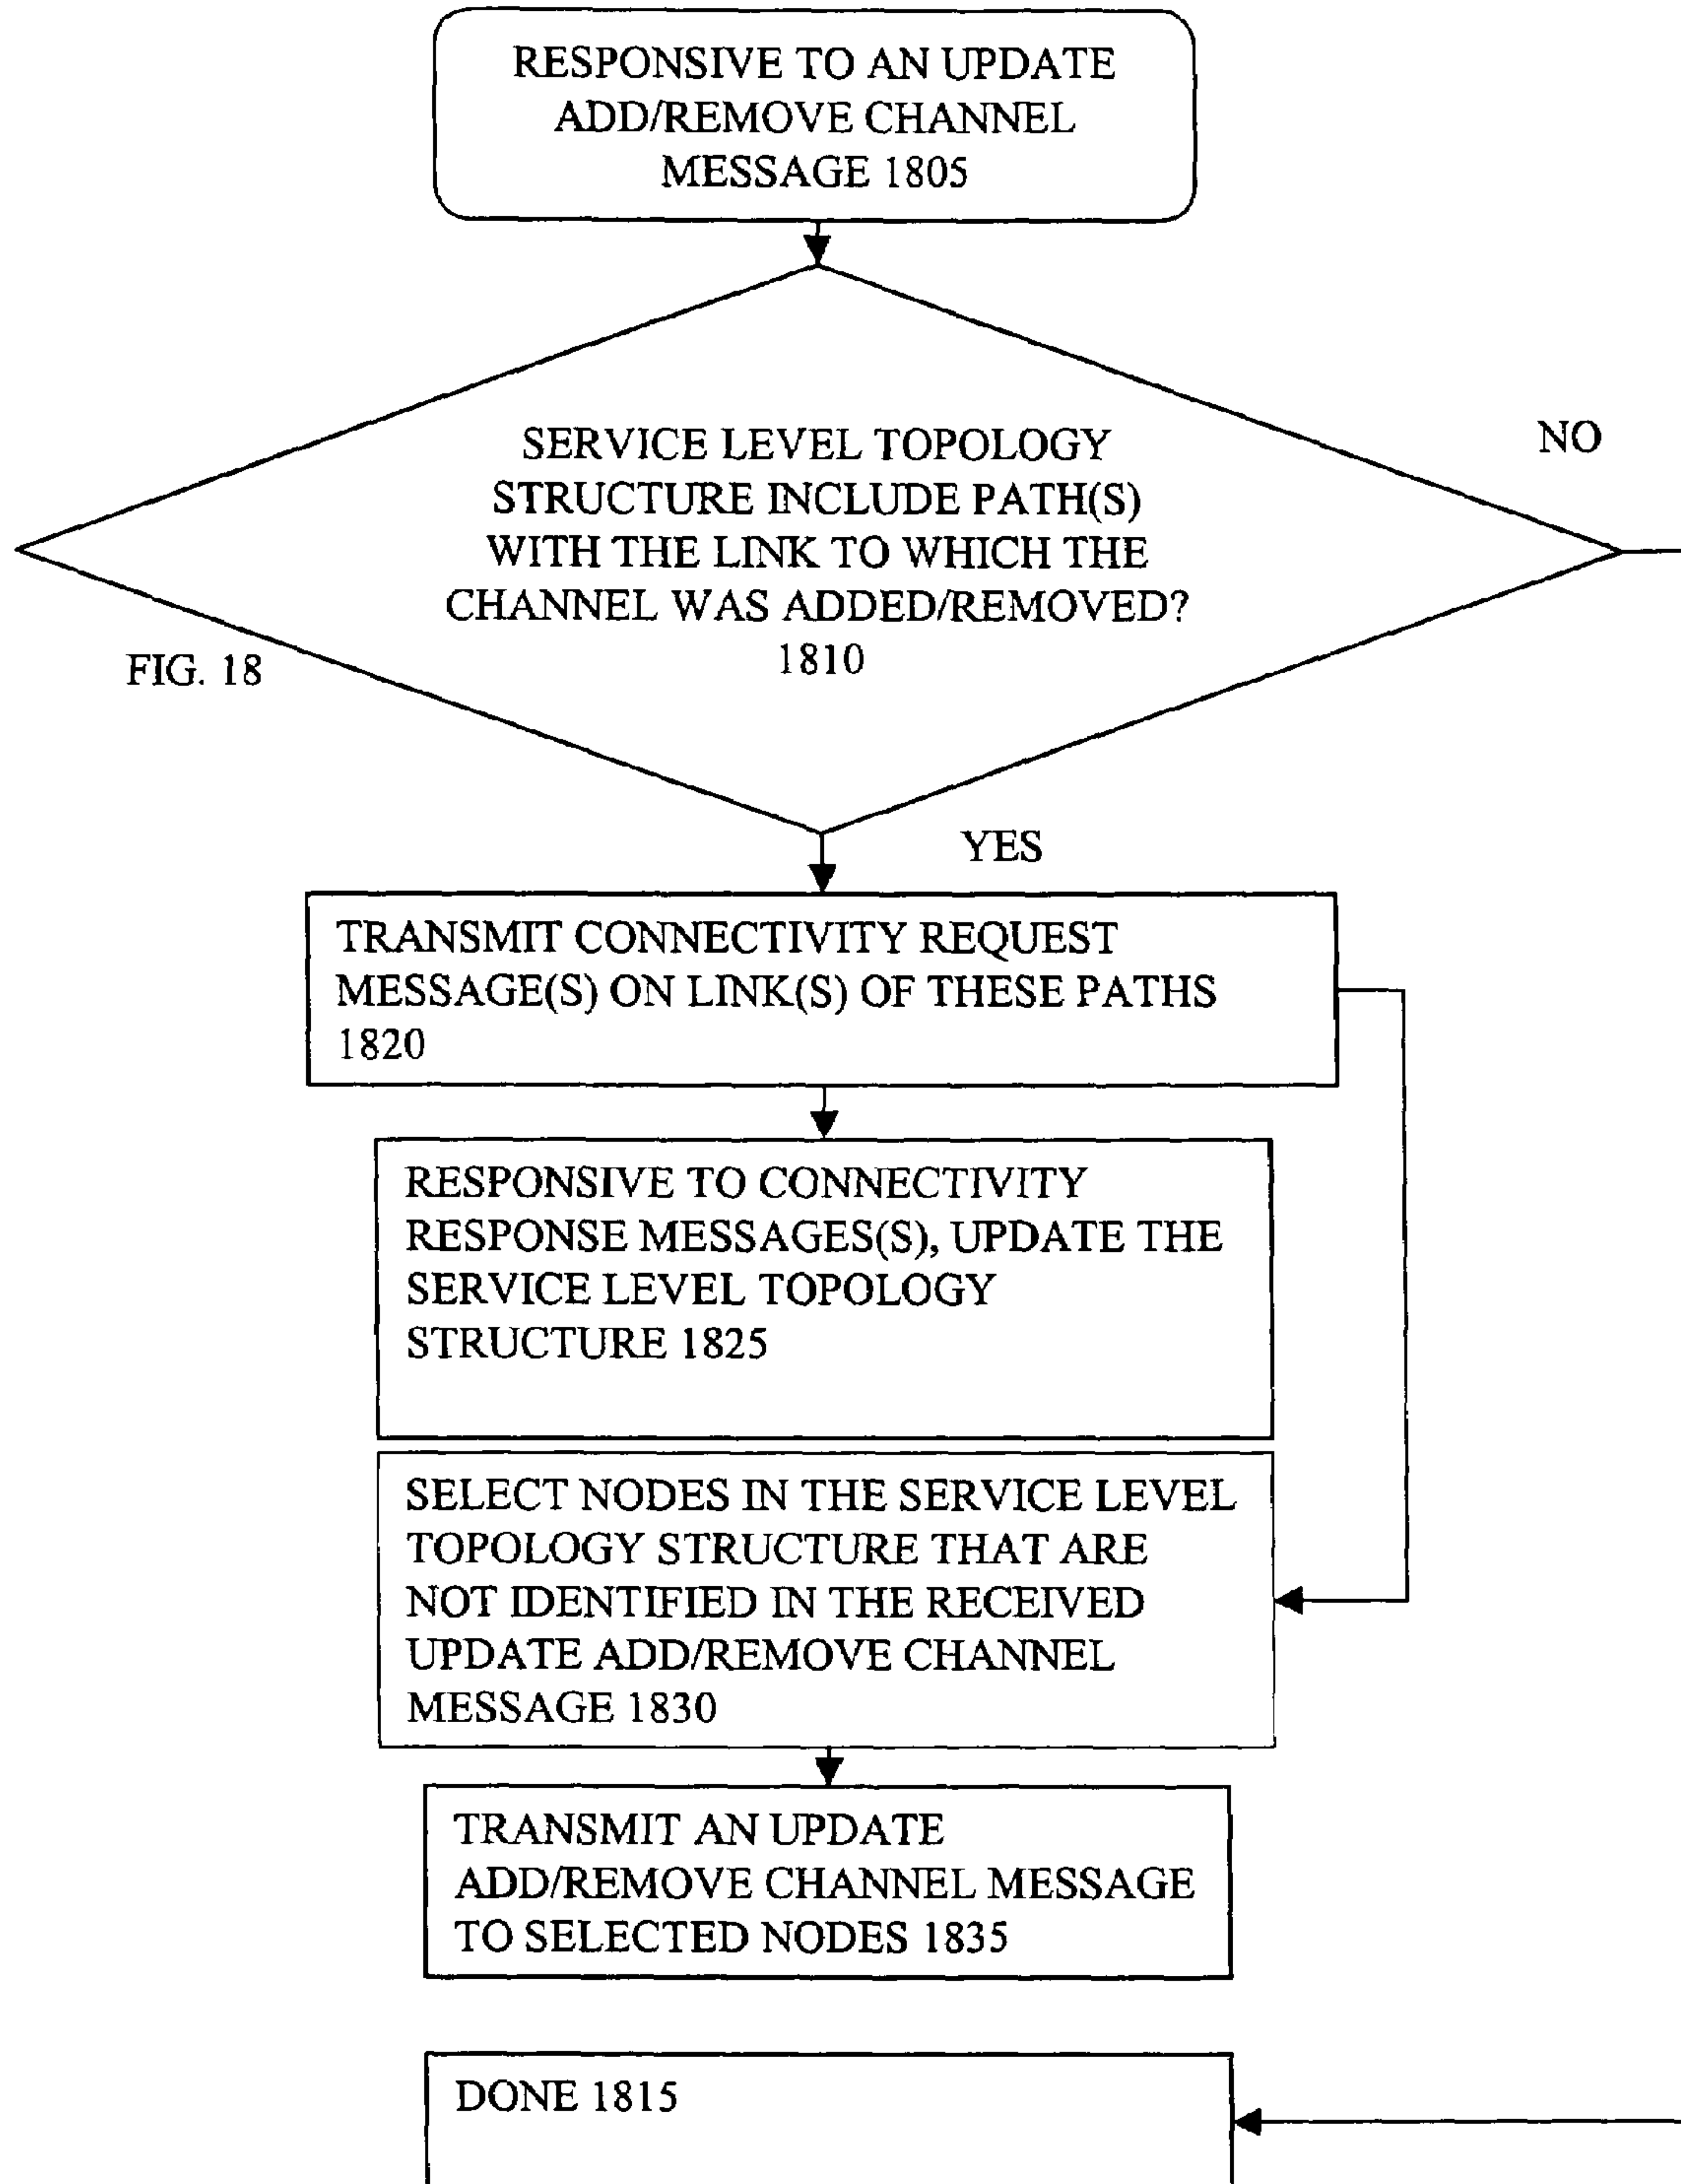 RESPONSIVE TO AN UPDATE
ADD/REMOVE CHANNEL
MESSAGE 1805
SERVICE LEVEL TOPOLOGY
STRUCTURE INCLUDE PATH(S)
WITH THE LINK TO WHICH THE
CHANNEL WAS ADDED/REMOVED?
1810
NO
FIG. 18
YES
TRANSMIT CONNECTIVITY REQUEST
MESSAGE(S) ON LINK(S) OF THESE PATHS
1820
RESPONSIVE TO CONNECTIVITY
RESPONSE MESSAGES(S), UPDATE THE
SERVICE LEVEL TOPOLOGY
STRUCTURE 1825
SELECT NODES IN THE SERVICE LEVEL
TOPOLOGY STRUCTURE THAT ARE
NOT IDENTIFIED IN THE RECEIVED
UPDATE ADD/REMOVE CHANNEL
MESSAGE 1830
TRANSMIT AN UPDATE
ADD/REMOVE CHANNEL MESSAGE
TO SELECTED NODES 1835
DONE 1815